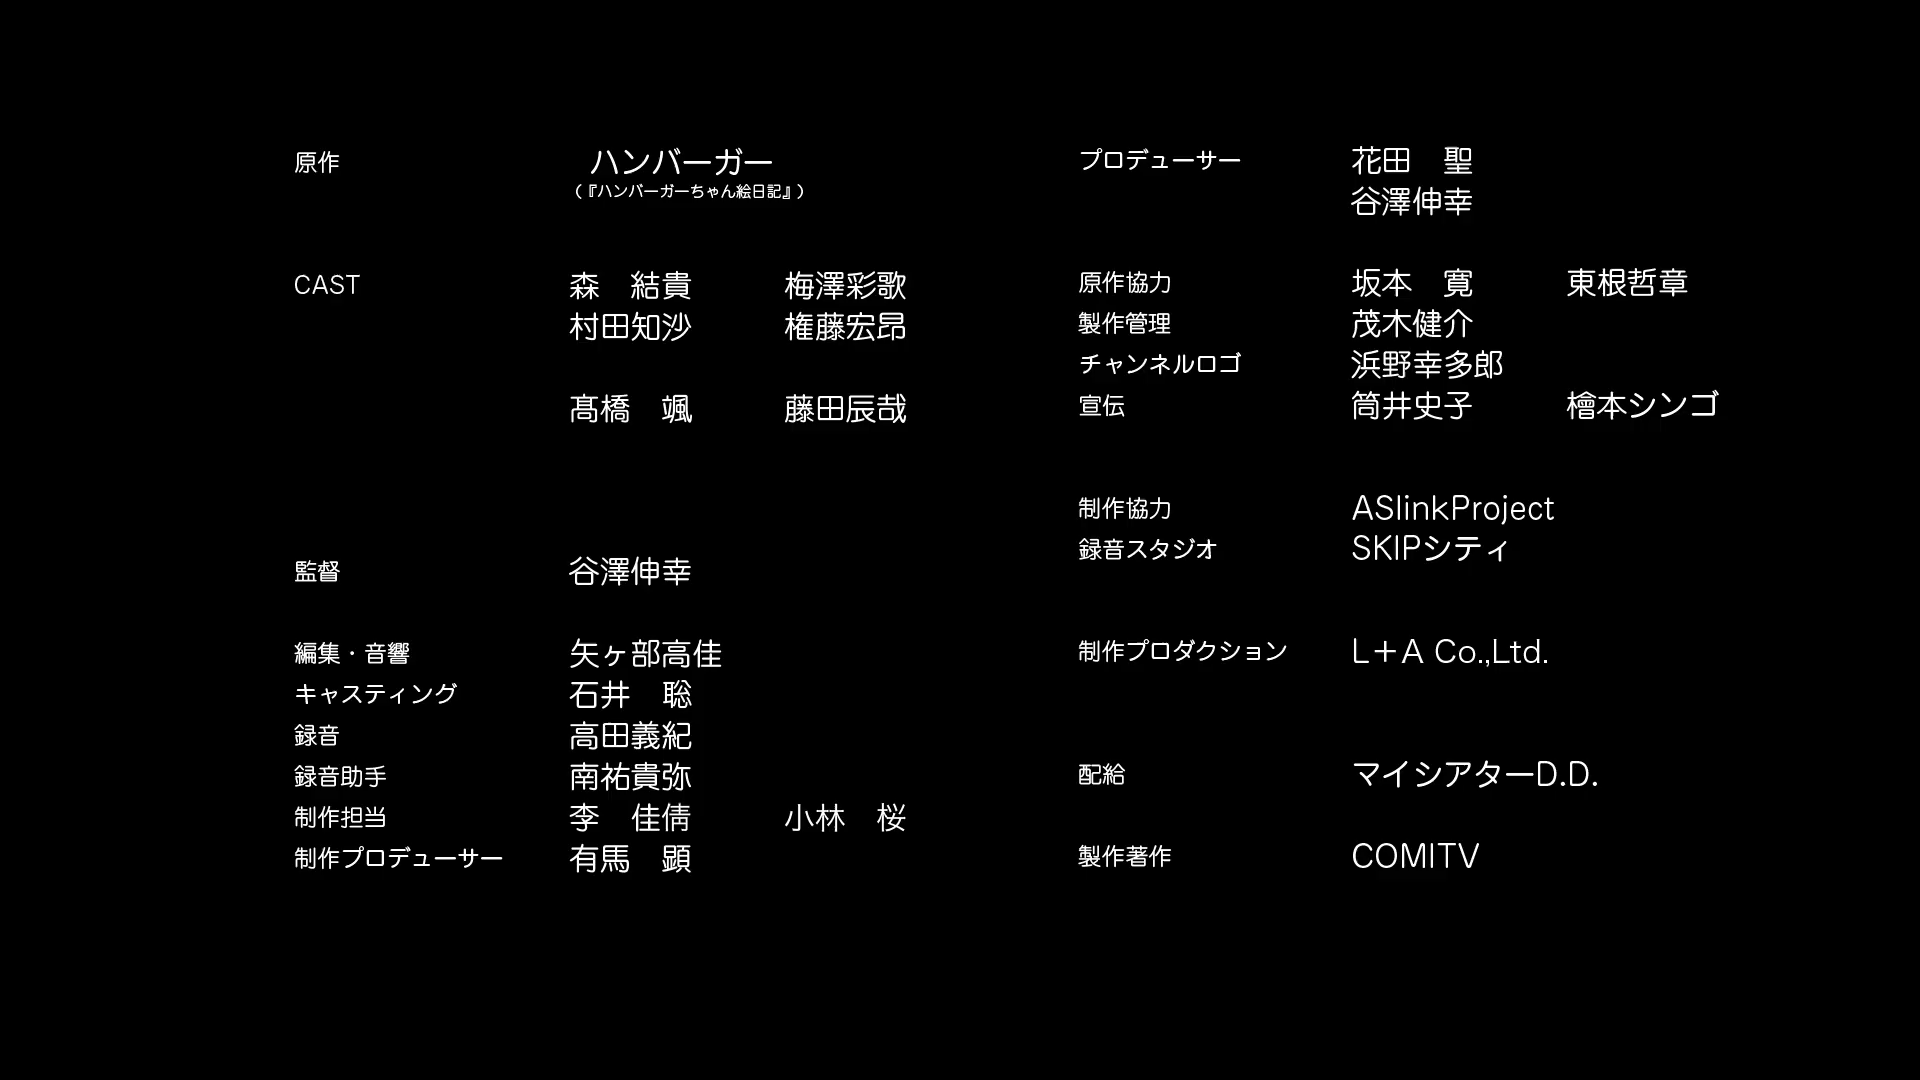 原作　ハンバーガー
（『ハンバーガーちゃん絵日記』）
CAST　森　結貴　梅澤彩歌
村田知沙　権藤宏昂
髙橋　颯　藤田辰哉
監督　谷澤伸幸
編集・音響　矢ヶ部高佳
キャスティング　石井　聡
録音　高田義紀
録音助手　南祐貴弥
制作担当　李　佳倩　小林　桜
制作プロデューサー　有馬　顕
プロデューサー　花田　聖
谷澤伸幸
原作協力　坂本　寛　東根哲章
製作管理　茂木健介
チャンネルロゴ　浜野幸多郎
宣伝　筒井史子　檜本シンゴ
制作協力　ASlinkProject
録音スタジオ　SKIPシティ
制作プロダクション　L＋A Co.,Ltd.
配給　マイシアターD.D.
製作著作　COMITV